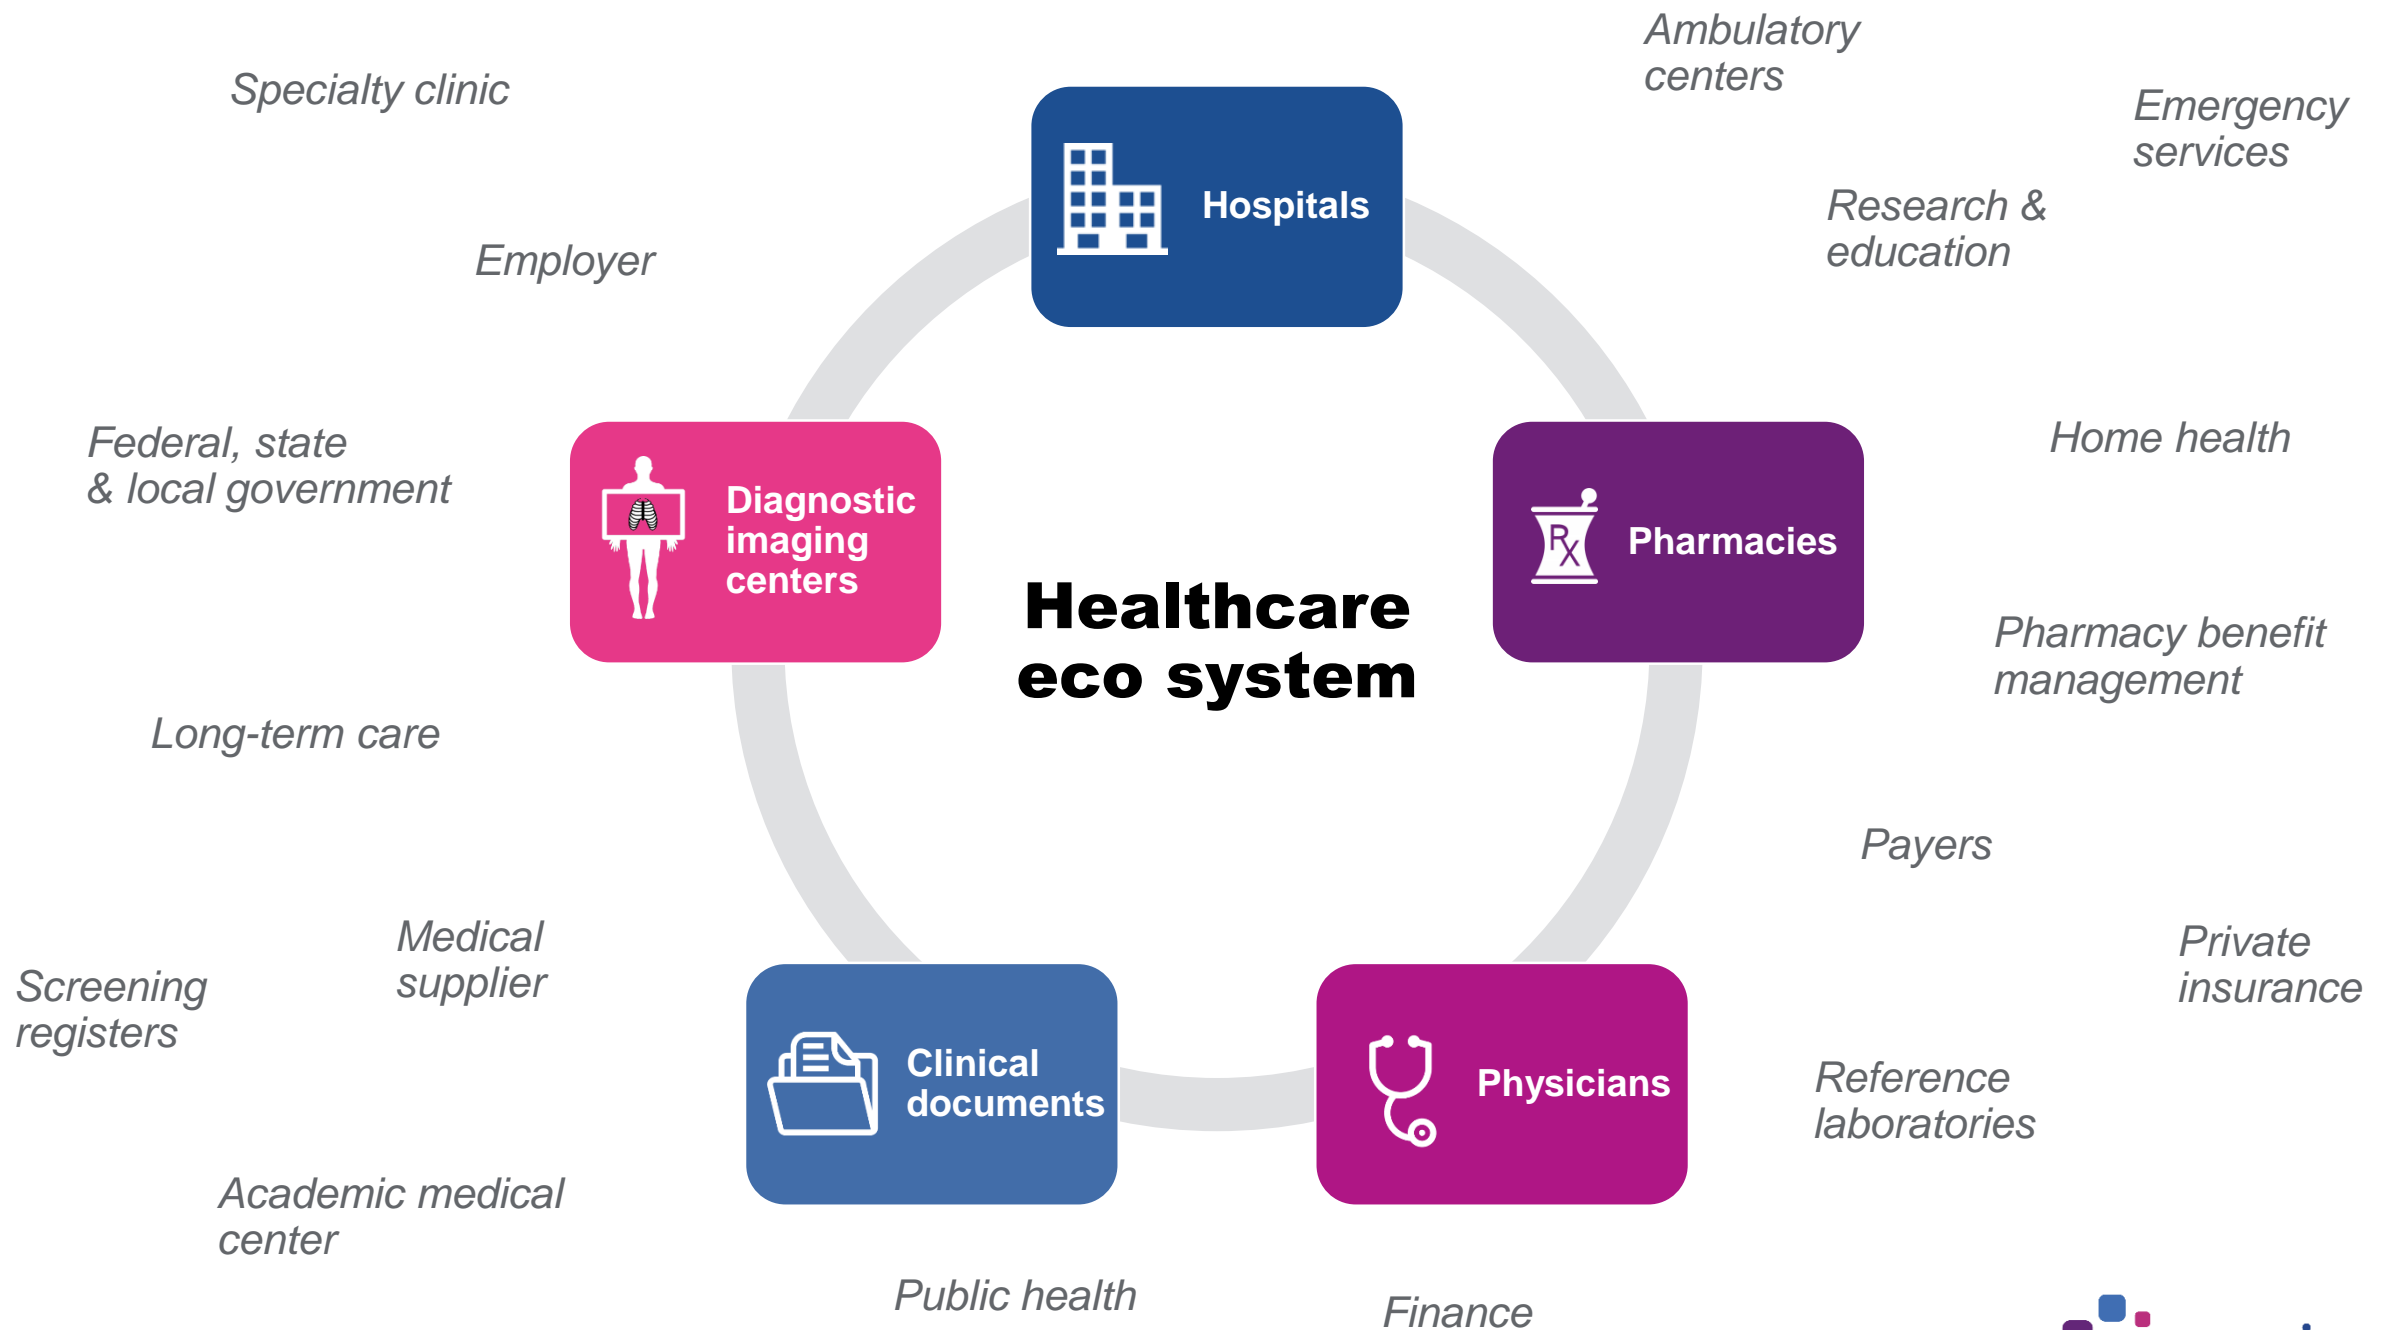 Ambulatory
centers
Specialty clinic
Emergency
services
Hospitals
Research &
education
Employer
Federal, state
& local government
Home health
Diagnostic
imaging
centers
RX
Pharmacies
Healthcare
eco system
Pharmacy benefit
management
Long-term care
Payers
Medical
supplier
Private
insurance
Screening
registers
Clinical
documents
Physicians
Reference
laboratories
Academic medical
center
Public health
Finance